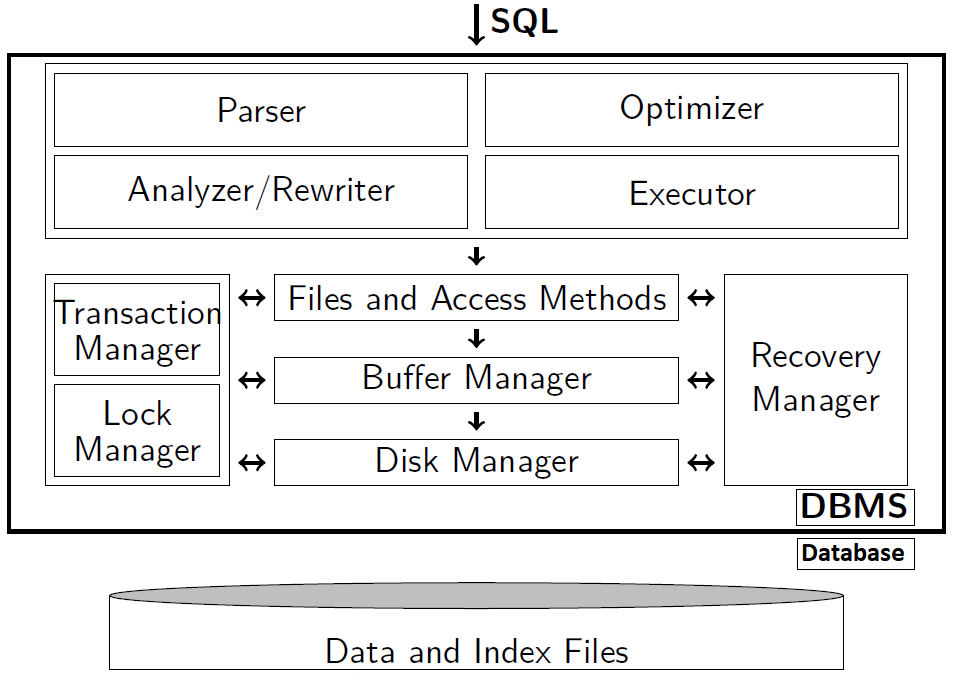 SQL
Parser
Optimizer
Analyzer/Rewriter
Executor
Transaction
Manager
Lock
Manager
Files and Access Methods
Buffer Manager
Disk Manager
Recovery
Manager
DBMS
Database
Data and Index Files